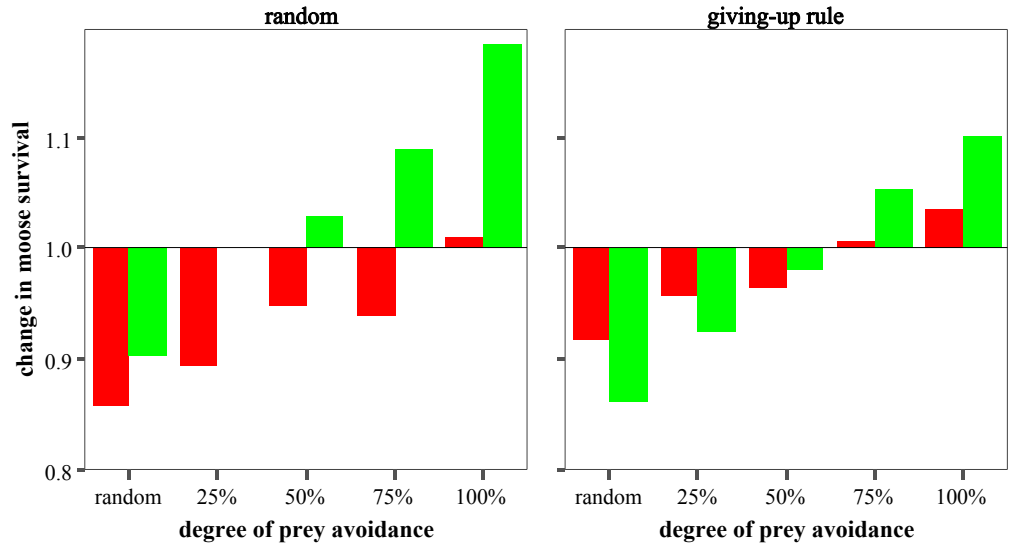 random
giving-up rule
change in moose survival
1.1
1.0
0.9
0.8
random 25% 50% 75% 100%
random 25% 50% 75% 100%
degree of prey avoidance
degree of prey avoidance